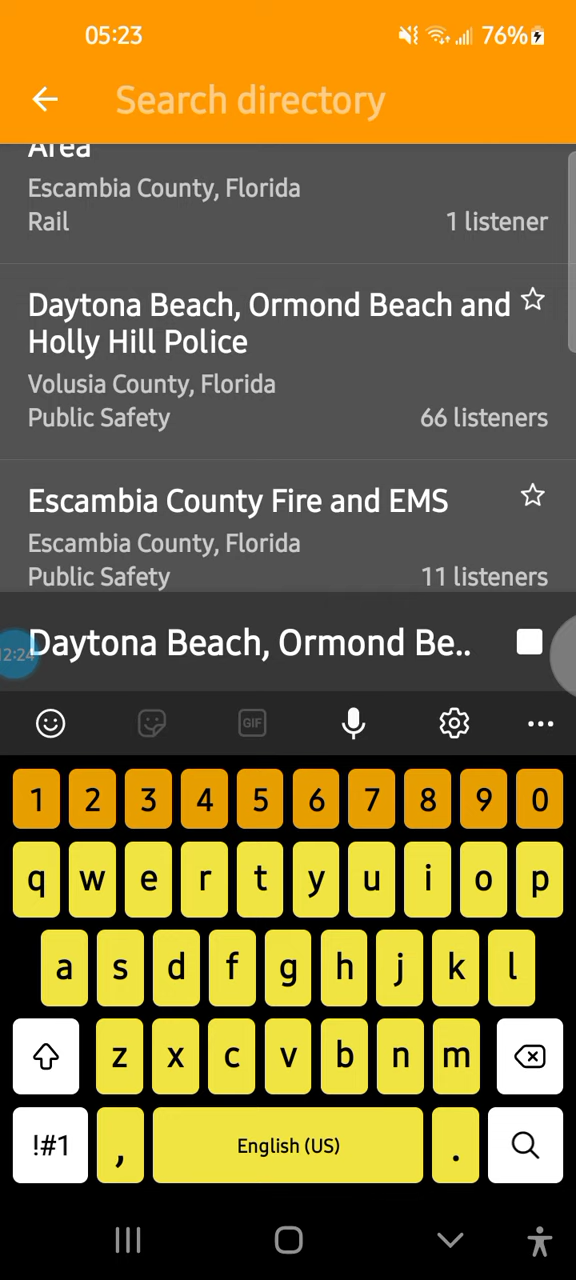 05:23
76%
Search directory
Area
Escambia County, Florida
Rail 1 listener
Daytona Beach, Ormond Beach and
Holly Hill Police
Volusia County, Florida
Public Safety 66 listeners
Escambia County Fire and EMS
Escambia County, Florida
Public Safety 11 listeners
12:24
Daytona Beach, Ormond Be..
GIF
1 2 3 4 5 6 7 8 9 0
q w e r t y u i o p
a s d f g h j k l
z x c v b n m
!#1 , English (US) .